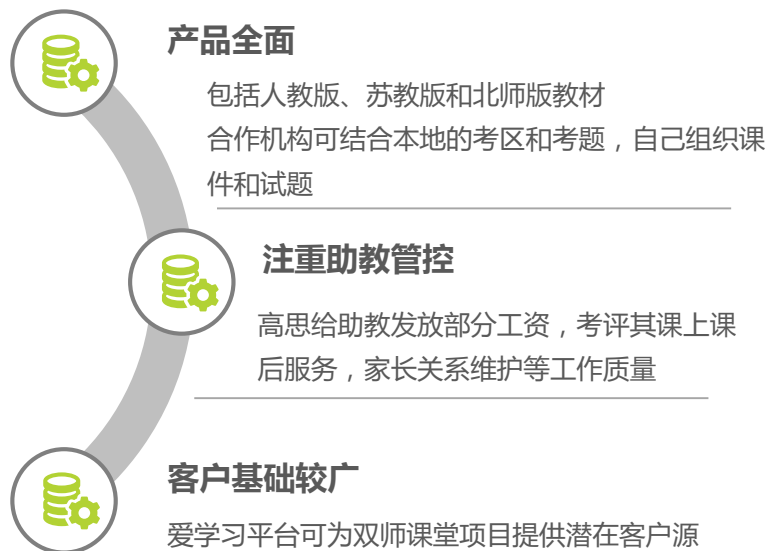 产品全面
包括人教版、苏教版和北师版教材
合作机构可结合本地的考区和考题，自己组织课
件和试题
注重助教管控
高思给助教发放部分工资，考评其课上课
后服务，家长关系维护等工作质量
客户基础较广
爱学习平台可为双师课堂项目提供潜在客户源